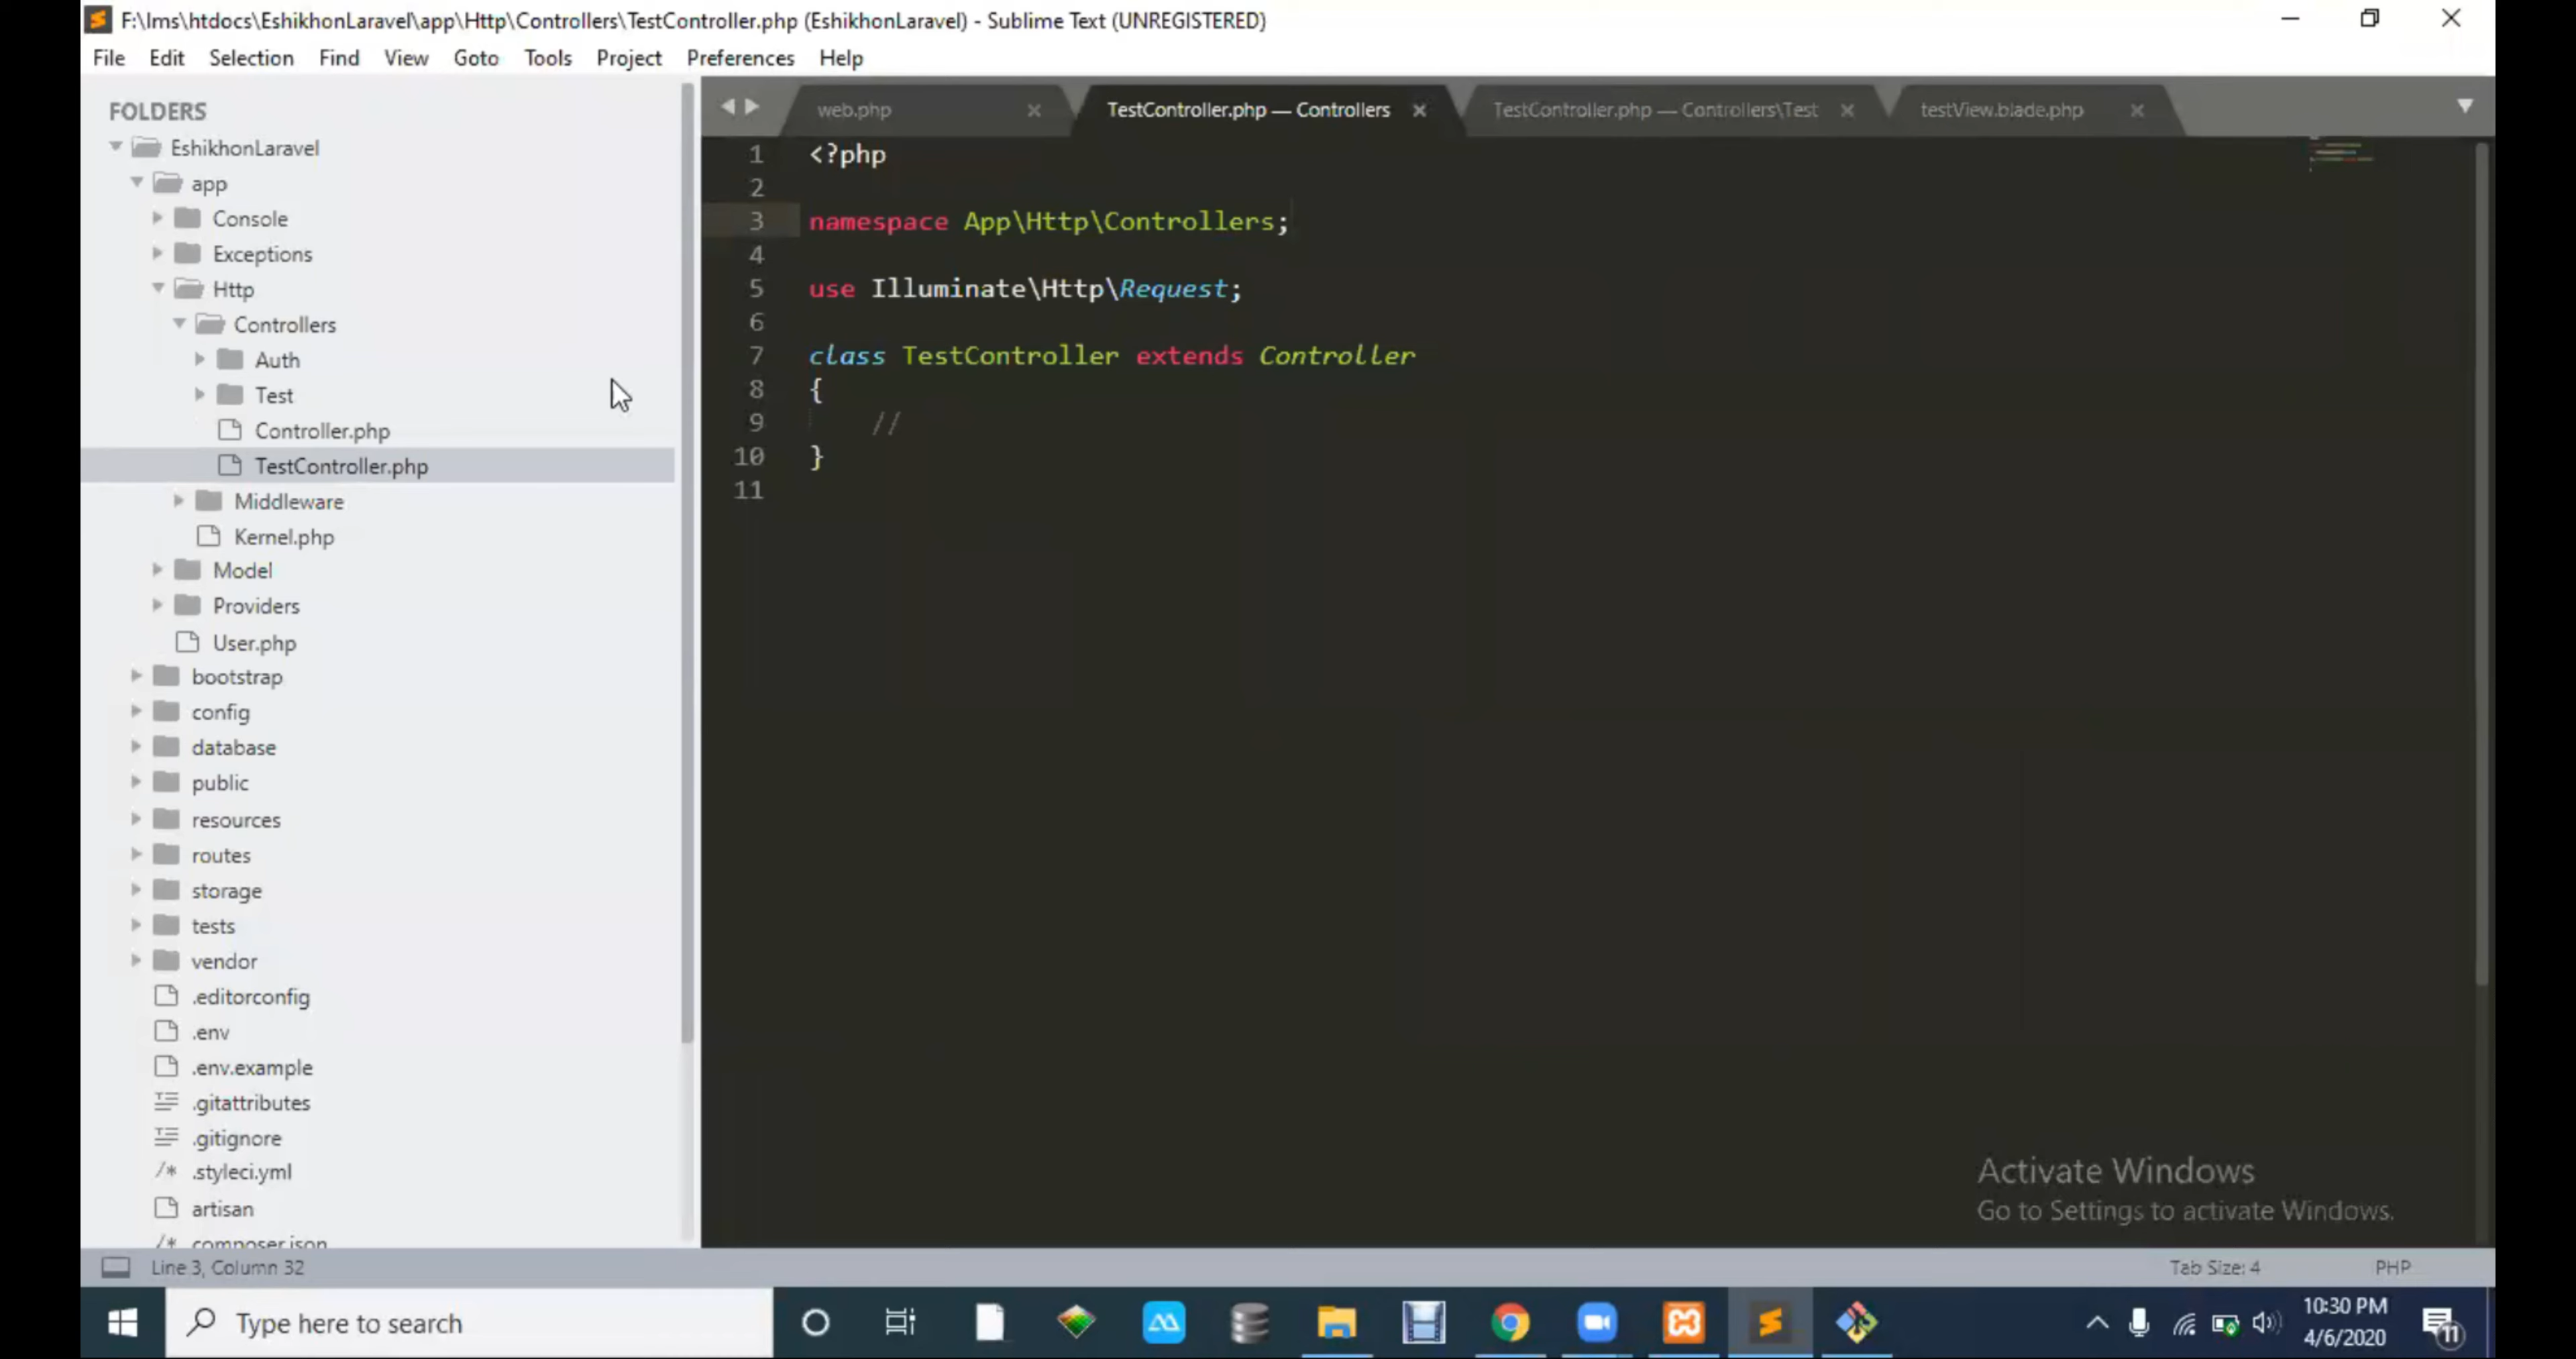 F:\lms\htdocs\EshikhonLaravel\app\Http\Controllers\TestController.php (EshikhonLaravel) - Sublime Text (UNREGISTERED)
File Edit Selection Find View Goto Tools Project Preferences Help
FOLDERS
EshikhonLaravel
app
Console
Exceptions
Http
Controllers
Auth
Test
Controller.php
TestController.php
Middleware
Kernel.php
Model
Providers
User.php
bootstrap
config
database
public
resources
routes
storage
tests
vendor
.editorconfig
.env
.env.example
.gitattributes
.gitignore
.styleci.yml
artisan
composer.json
web.php TestController.php — Controllers TestController.php — Controllers\Test testView.blade.php
1 <?php
2
3 namespace App\Http\Controllers;
4
5 use Illuminate\Http\Request;
6
7 class TestController extends Controller
8 {
9 //
10 }
11
Activate Windows
Go to Settings to activate Windows.
Line 3, Column 32 Tab Size: 4 PHP
Type here to search
10:30 PM
4/6/2020
11